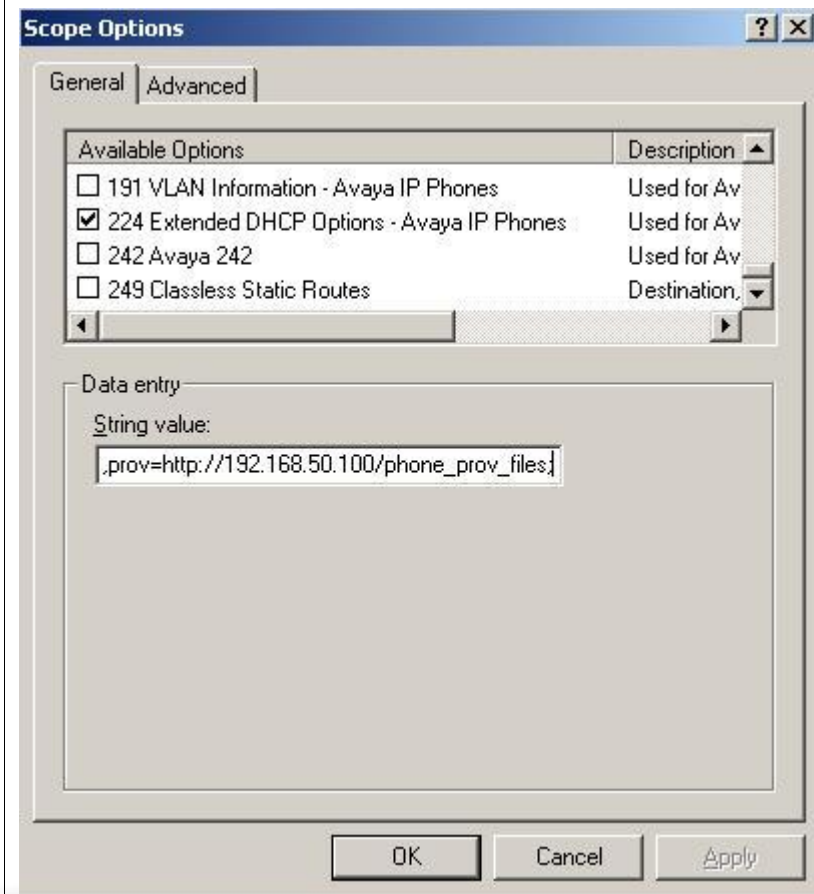 Scope Options
General Advanced
Available Options Description
191 VLAN Information - Avaya IP Phones Used for Av
224 Extended DHCP Options - Avaya IP Phones Used for Av
242 Avaya 242 Used for Av
249 Classless Static Routes Destination,
Data entry
String value:
,prov=http://192.168.50.100/phone_prov_files;
OK Cancel Apply